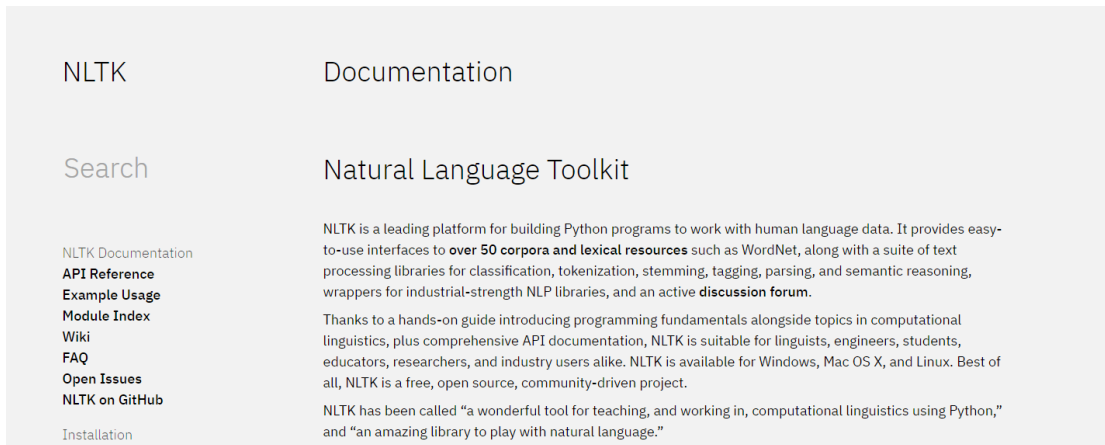 NLTK
Documentation
Search
NLTK Documentation
API Reference
Example Usage
Module Index
Wiki
FAQ
Open Issues
NLTK on GitHub
Installation
Natural Language Toolkit
NLTK is a leading platform for building Python programs to work with human language data. It provides easy-
to-use interfaces to over 50 corpora and lexical resources such as WordNet, along with a suite of text
processing libraries for classification, tokenization, stemming, tagging, parsing, and semantic reasoning,
wrappers for industrial-strength NLP libraries, and an active discussion forum.
Thanks to a hands-on guide introducing programming fundamentals alongside topics in computational
linguistics, plus comprehensive API documentation, NLTK is suitable for linguists, engineers, students,
educators, researchers, and industry users alike. NLTK is available for Windows, Mac OS X, and Linux. Best of
all, NLTK is a free, open source, community-driven project.
NLTK has been called “a wonderful tool for teaching, and working in, computational linguistics using Python,”
and “an amazing library to play with natural language.”